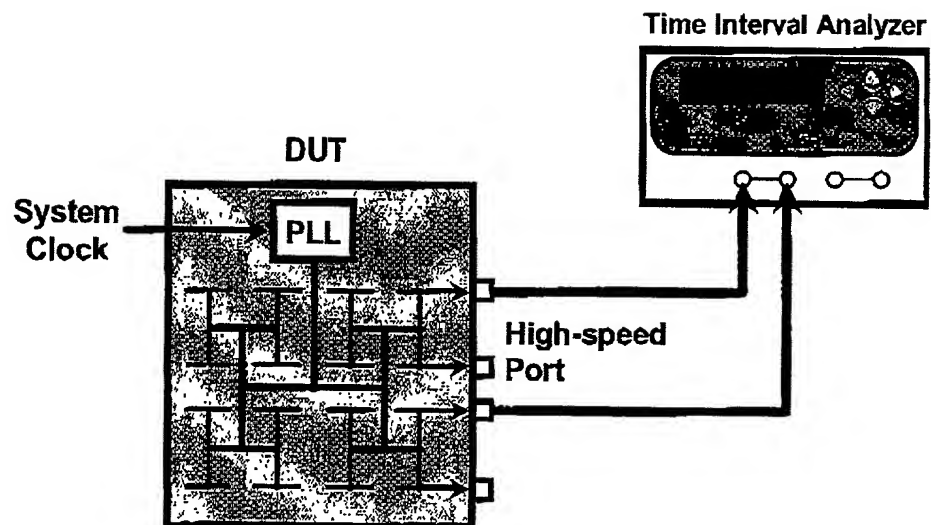 Time Interval Analyzer
DUT
System
Clock
PLL
High-speed
Port